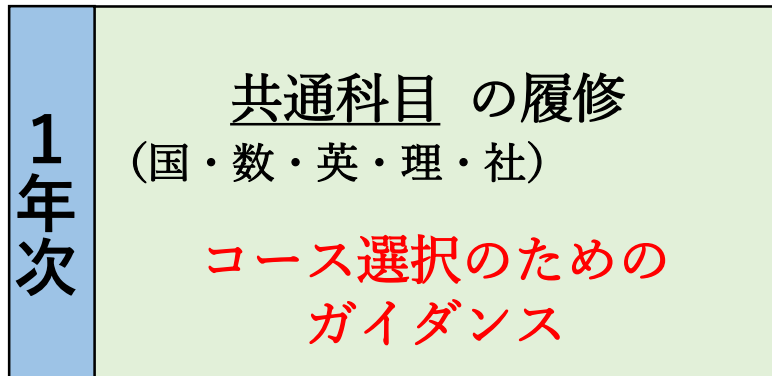 1年次
共通科目 の履修
（国・数・英・理・社）
コース選択のための
ガイダンス